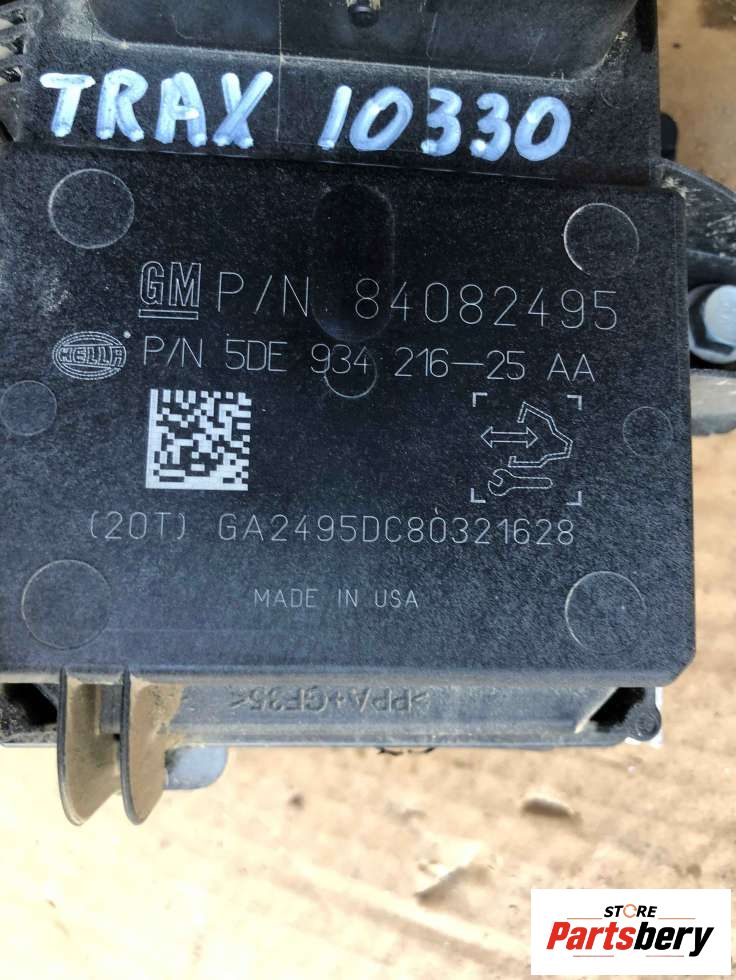 TRAX 10330
GM P/N 84082495
HELLA P/N 5DE 934 216-25 AA
(20T) GA2495DC80321628
MADE IN USA
>PPA+GF35<
STORE
Partsbery